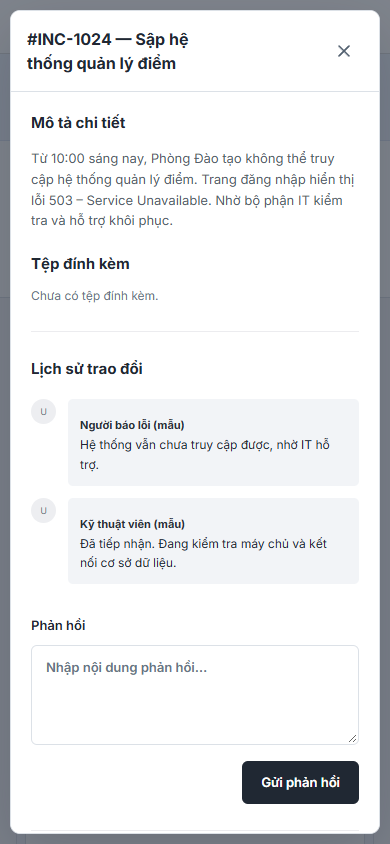 #INC-1024 — Sập hệ
thống quản lý điểm
Mô tả chi tiết
Từ 10:00 sáng nay, Phòng Đào tạo không thể truy
cập hệ thống quản lý điểm. Trang đăng nhập hiển thị
lỗi 503 – Service Unavailable. Nhờ bộ phận IT kiểm
tra và hỗ trợ khôi phục.
Tệp đính kèm
Chưa có tệp đính kèm.
Lịch sử trao đổi
U
Người báo lỗi (mẫu)
Hệ thống vẫn chưa truy cập được, nhờ IT hỗ
trợ.
U
Kỹ thuật viên (mẫu)
Đã tiếp nhận. Đang kiểm tra máy chủ và kết
nối cơ sở dữ liệu.
Phản hồi
Nhập nội dung phản hồi...
Gửi phản hồi